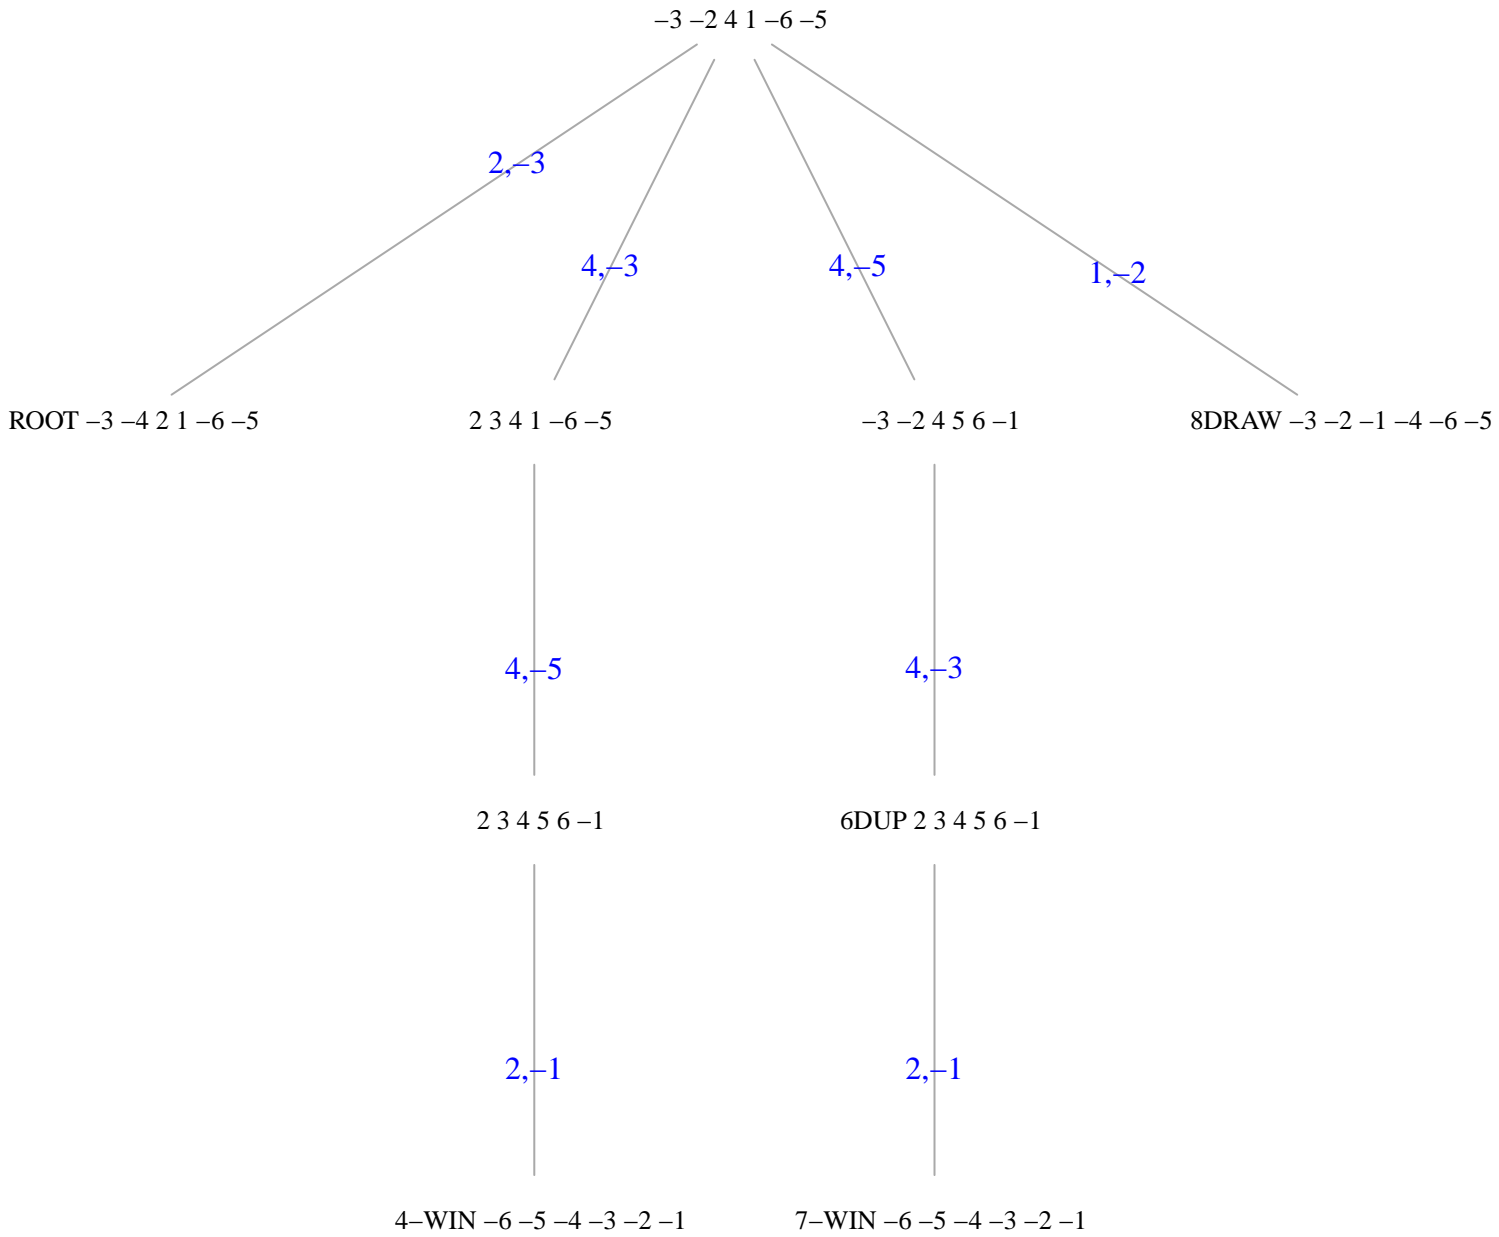 –3 –2 4 1 –6 –5
2,–3
4,–3
4,–5
1,–2
ROOT –3 –4 2 1 –6 –5
2 3 4 1 –6 –5
–3 –2 4 5 6 –1
8DRAW –3 –2 –1 –4 –6 –5
4,–5
4,–3
2 3 4 5 6 –1
6DUP 2 3 4 5 6 –1
2,–1
2,–1
4–WIN –6 –5 –4 –3 –2 –1
7–WIN –6 –5 –4 –3 –2 –1